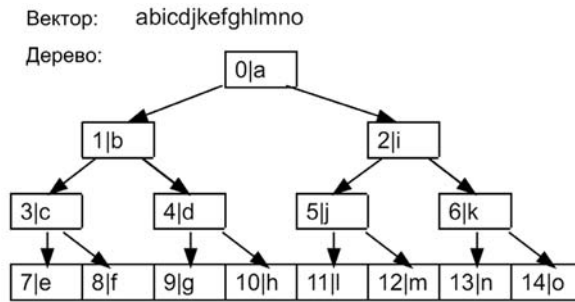 Вектор: abicdjkefghlmno
Дерево:
0|a
1|b 2|i
3|c 4|d 5|j 6|k
7|e 8|f 9|g 10|h 11|l 12|m 13|n 14|o